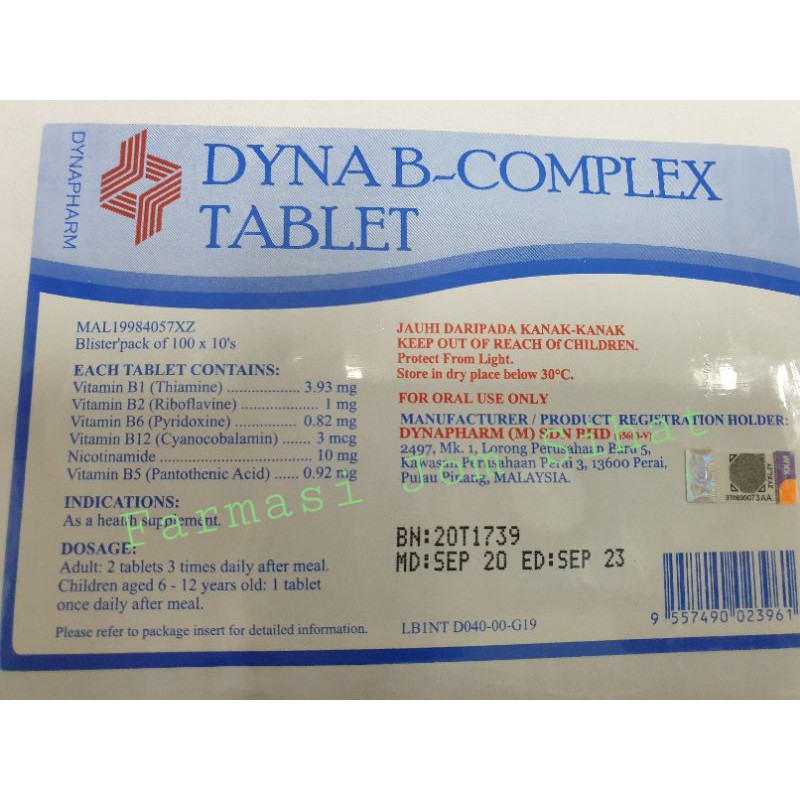 DYNAPHARM
DYNA B-COMPLEX
TABLET
MAL19984057XZ
Blister'pack of 100 x 10's
EACH TABLET CONTAINS:
Vitamin B1 (Thiamine) .................. 3.93 mg
Vitamin B2 (Riboflavine) ................... 1 mg
Vitamin B6 (Pyridoxine) ............... 0.82 mg
Vitamin B12 (Cyanocobalamin) ....... 3 mcg
Nicotinamide ................................ 10 mg
Vitamin B5 (Pantothenic Acid) ...... 0.92 mg
INDICATIONS:
As a health supplement.
DOSAGE:
Adult: 2 tablets 3 times daily after meal.
Children aged 6 - 12 years old: 1 tablet
once daily after meal.
Please refer to package insert for detailed information.
JAUHI DARIPADA KANAK-KANAK
KEEP OUT OF REACH Of CHILDREN.
Protect From Light.
Store in dry place below 30°C.
FOR ORAL USE ONLY
MANUFACTURER / PRODUCT REGISTRATION HOLDER:
DYNAPHARM (M) SDN BHD
2497, Mk. 1, Lorong Perusahan Baru 5,
Kawasan Perusahaan Perai 3, 13600 Perai,
Pulau Pinang, MALAYSIA.
BN:20T1739
MD:SEP 20 ED:SEP 23
LB1NT D040-00-G19
9 557490 023961
KKM
Farmasi